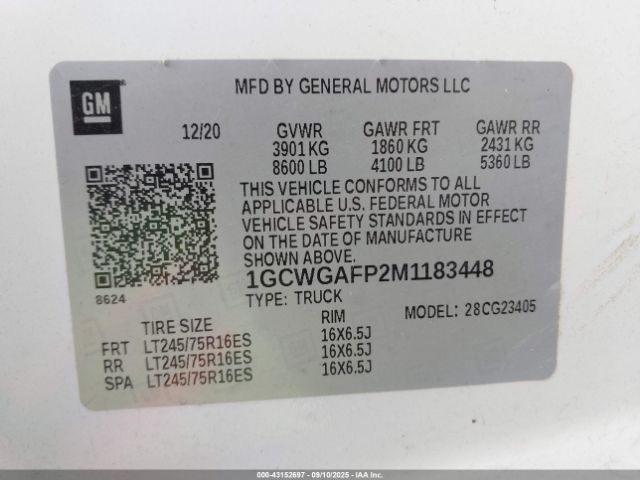 GM
MFD BY GENERAL MOTORS LLC
12/20 GVWR GAWR FRT GAWR RR
3901 KG 1860 KG 2431 KG
8600 LB 4100 LB 5360 LB
THIS VEHICLE CONFORMS TO ALL
APPLICABLE U.S. FEDERAL MOTOR
VEHICLE SAFETY STANDARDS IN EFFECT
ON THE DATE OF MANUFACTURE
SHOWN ABOVE.
1GCWGAFP2M1183448
8624
TYPE: TRUCK
MODEL: 28CG23405
TIRE SIZE RIM
FRT LT245/75R16ES 16X6.5J
RR LT245/75R16ES 16X6.5J
SPA LT245/75R16ES 16X6.5J
000-43152697 - 09/10/2025 - IAAI.COM